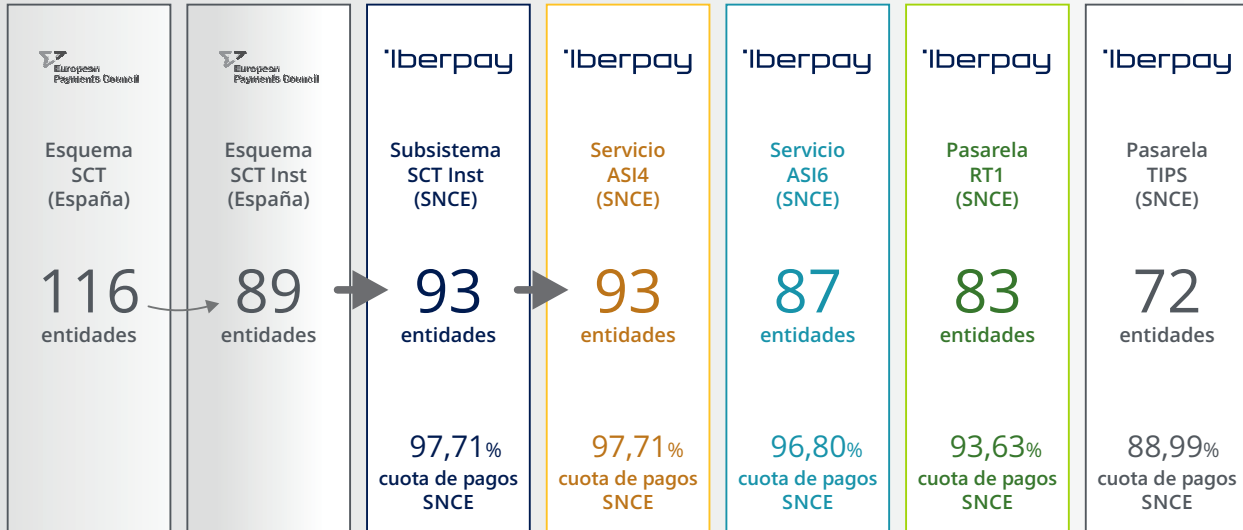 European
Payments Council
Esquema
SCT
(España)
116
entidades
European
Payments Council
Esquema
SCT Inst
(España)
89
entidades
Iberpay
Subsistema
SCT Inst
(SNCE)
93
entidades
97,71%
cuota de pagos
SNCE
Iberpay
Servicio
ASI4
(SNCE)
93
entidades
97,71%
cuota de pagos
SNCE
Iberpay
Servicio
ASI6
(SNCE)
87
entidades
96,80%
cuota de pagos
SNCE
Iberpay
Pasarela
RT1
(SNCE)
83
entidades
93,63%
cuota de pagos
SNCE
Iberpay
Pasarela
TIPS
(SNCE)
72
entidades
88,99%
cuota de pagos
SNCE